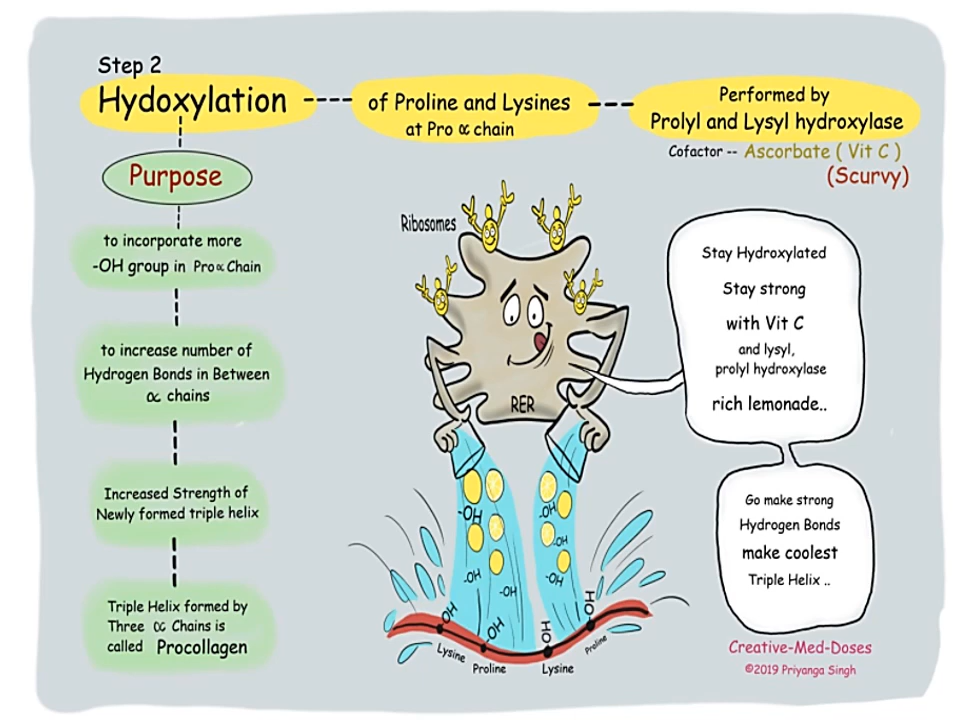 Step 2
Hydoxylation
of Proline and Lysines
at Pro ∝ chain
Performed by
Prolyl and Lysyl hydroxylase
Cofactor -- Ascorbate ( Vit C )
(Scurvy)
Purpose
to incorporate more
-OH group in Pro∝ Chain
to increase number of
Hydrogen Bonds in Between
∝ chains
Increased Strength of
Newly formed triple helix
Triple Helix formed by
Three ∝ Chains is
called Procollagen
Ribosomes
RER
Stay Hydroxylated
Stay strong
with Vit C
and lysyl,
prolyl hydroxylase
rich lemonade..
Go make strong
Hydrogen Bonds
make coolest
Triple Helix ..
-OH
-OH
-OH
-OH
-OH
-OH
OH
-OH
HO
HO
Lysine
Proline
Lysine
Proline
Creative-Med-Doses
©2019 Priyanga Singh